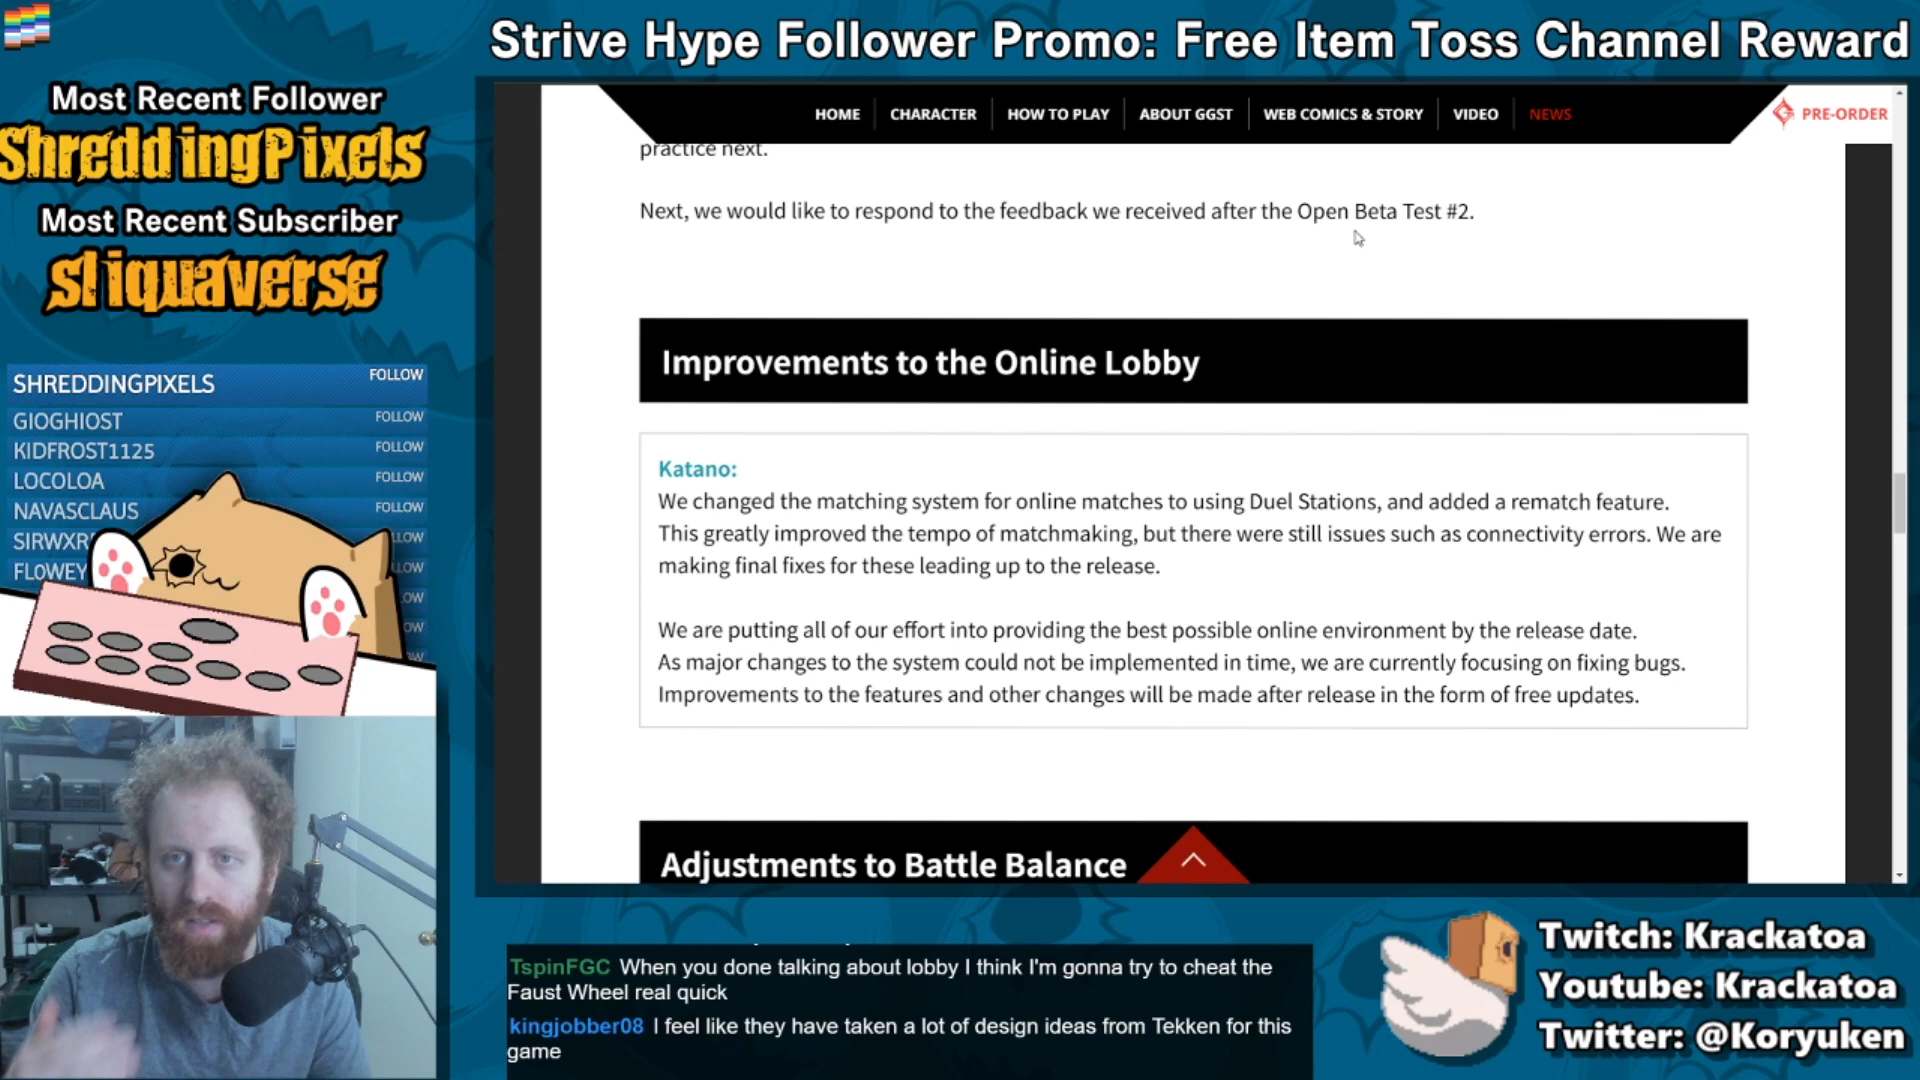 Strive Hype Follower Promo: Free Item Toss Channel Reward
Most Recent Follower
ShreddingPixels
Most Recent Subscriber
sliquaverse
SHREDDINGPIXELS FOLLOW
GIOGHIOST FOLLOW
KIDFROST1125 FOLLOW
LOCOLOA FOLLOW
NAVASCLAUS FOLLOW
HOME
CHARACTER
HOW TO PLAY
ABOUT GGST
WEB COMICS & STORY
VIDEO
NEWS
PRE-ORDER
practice next.
Next, we would like to respond to the feedback we received after the Open Beta Test #2.
Improvements to the Online Lobby
Katano:
We changed the matching system for online matches to using Duel Stations, and added a rematch feature.
This greatly improved the tempo of matchmaking, but there were still issues such as connectivity errors. We are
making final fixes for these leading up to the release.
We are putting all of our effort into providing the best possible online environment by the release date.
As major changes to the system could not be implemented in time, we are currently focusing on fixing bugs.
Improvements to the features and other changes will be made after release in the form of free updates.
Adjustments to Battle Balance
TspinFGC When you done talking about lobby I think I'm gonna try to cheat the
Faust Wheel real quick
kingjobber08 I feel like they have taken a lot of design ideas from Tekken for this
game
Twitch: Krackatoa
Youtube: Krackatoa
Twitter: @Koryuken